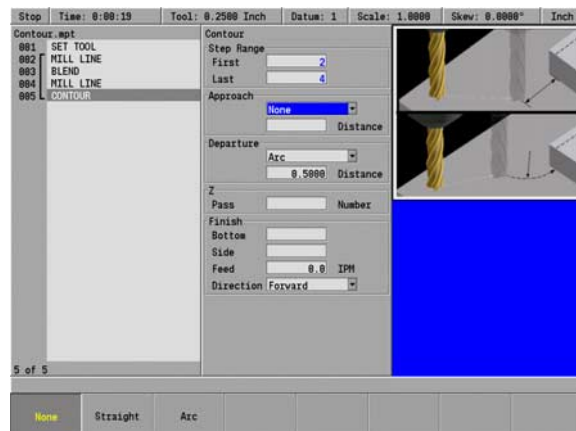 Stop Time: 0:00:19 Tool: 0.2500 Inch Datum: 1 Scale: 1.0000 Skew: 0.0000° Inch
Contour.mpt
001 SET TOOL
002 MILL LINE
003 BLEND
004 MILL LINE
005 CONTOUR
5 of 5
Contour
Step Range
First 2
Last 4
Approach
None
Distance
Departure
Arc
0.5000 Distance
Z
Pass Number
Finish
Bottom
Side
Feed 0.0 IPM
Direction Forward
None Straight Arc